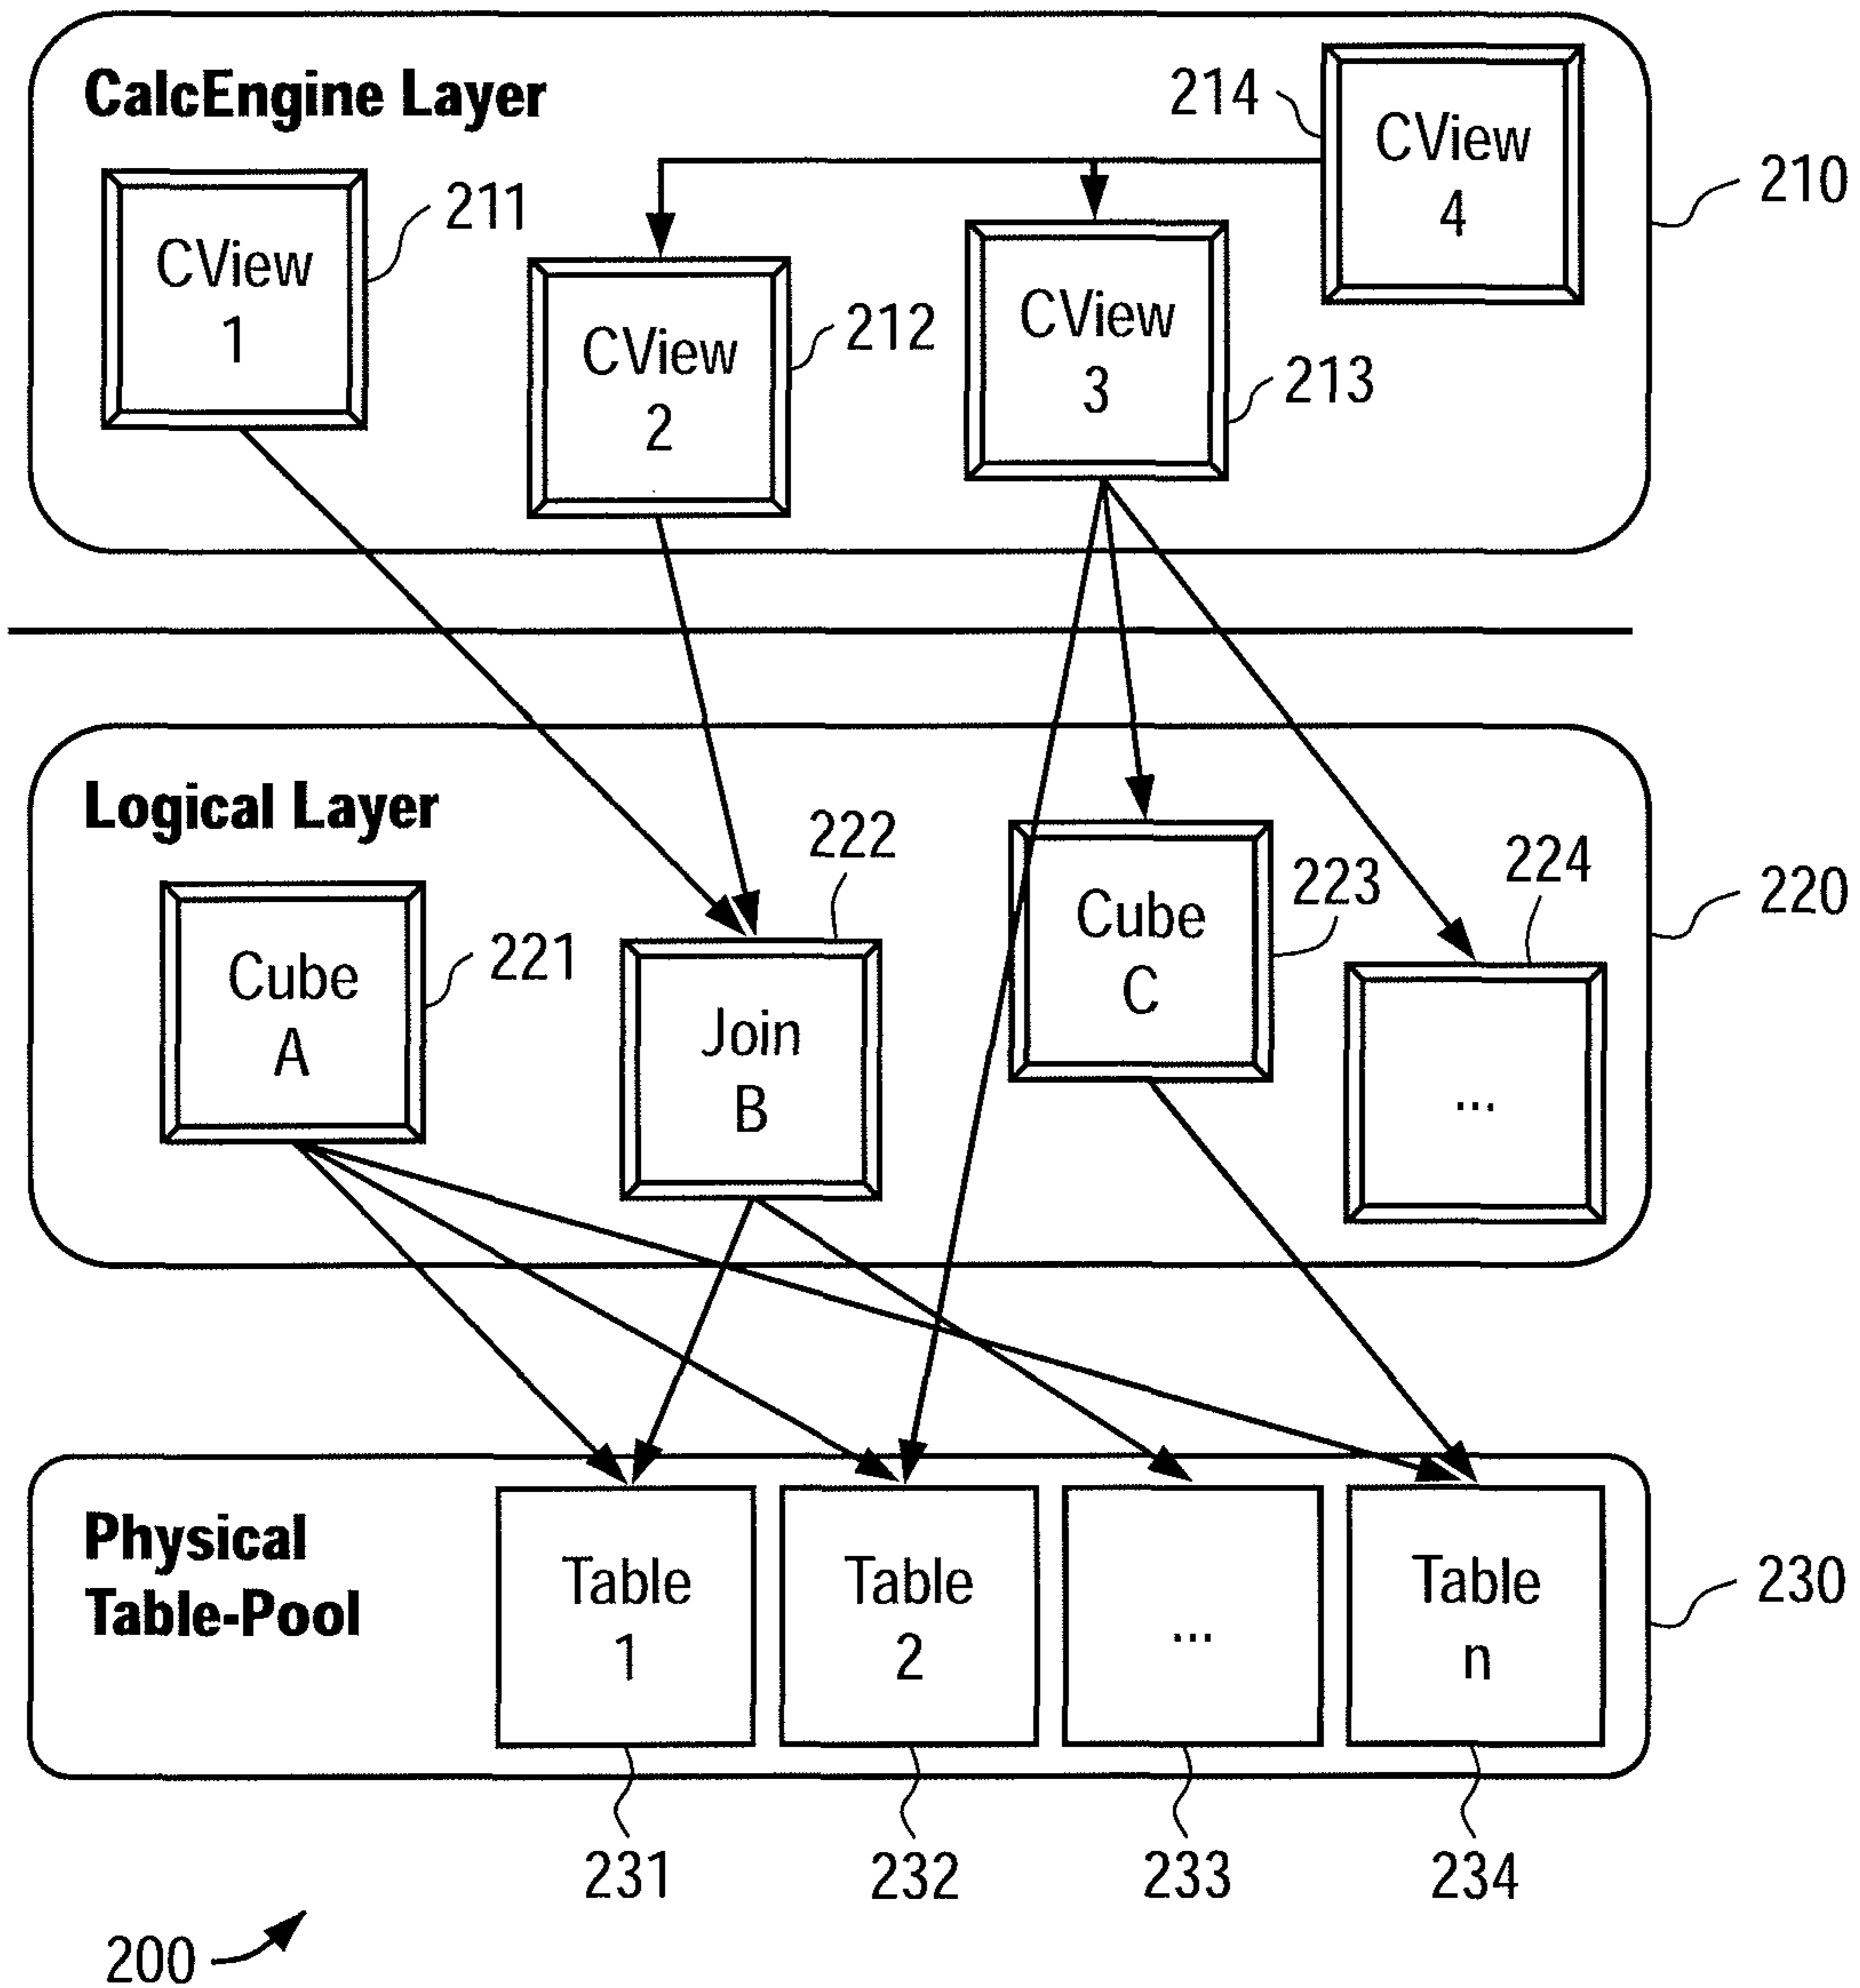 CalcEngine Layer
214
CView
4
210
CView
1
211
CView
2
212
CView
3
213
Logical Layer
222
224
Cube
A
221
Join
B
Cube
C
223
...
220
Physical
Table-Pool
Table
1
Table
2
...
Table
n
230
231
232
233
234
200